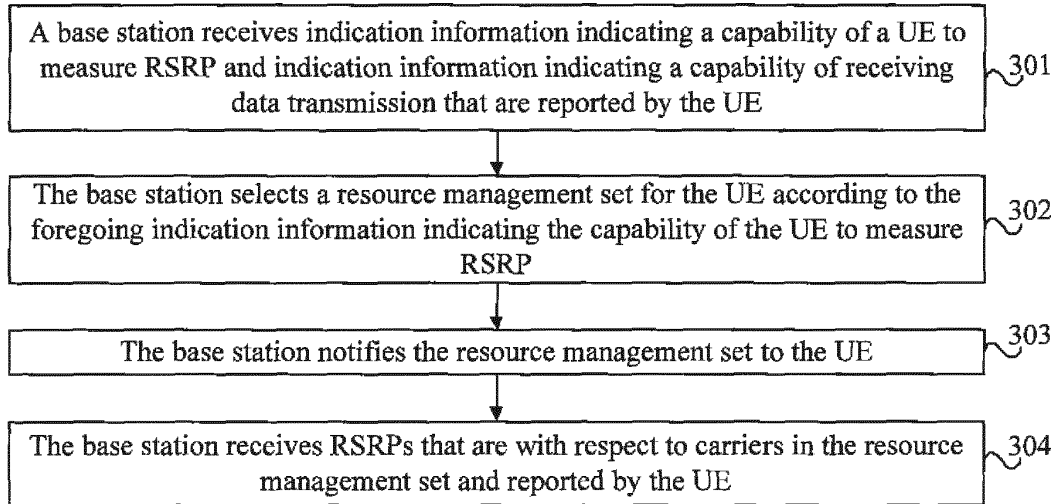 A base station receives indication information indicating a capability of a UE to
measure RSRP and indication information indicating a capability of receiving
data transmission that are reported by the UE
301
The base station selects a resource management set for the UE according to the
foregoing indication information indicating the capability of the UE to measure
RSRP
302
The base station notifies the resource management set to the UE
303
The base station receives RSRPs that are with respect to carriers in the resource
management set and reported by the UE
304